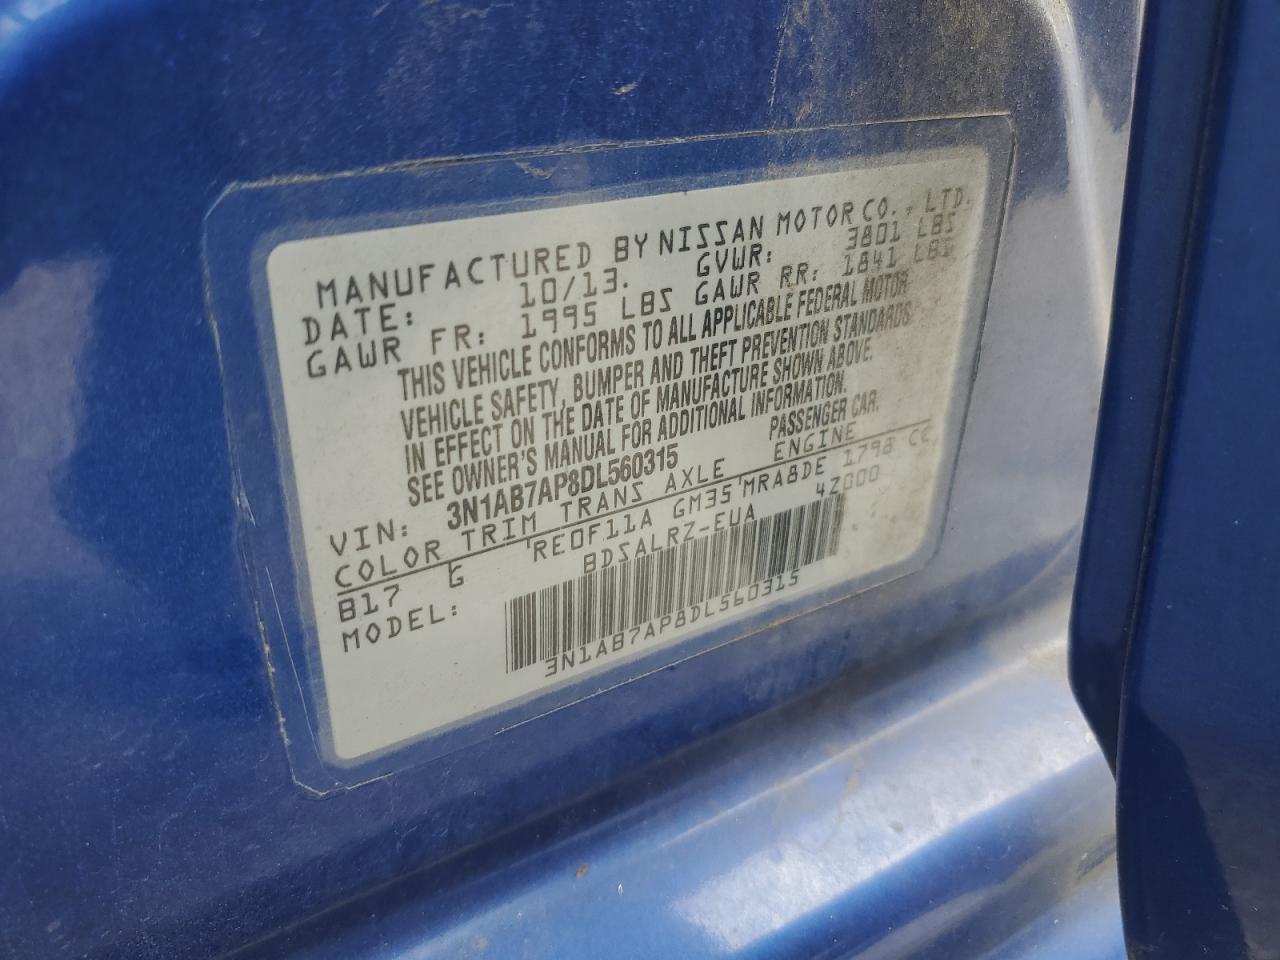 MANUFACTURED BY NISSAN MOTOR CO., LTD.
DATE: 10/13. GVWR: 3801 LBS
GAWR FR: 1995 LBS GAWR RR: 1841 LBS
THIS VEHICLE CONFORMS TO ALL APPLICABLE FEDERAL MOTOR
VEHICLE SAFETY, BUMPER AND THEFT PREVENTION STANDARDS
IN EFFECT ON THE DATE OF MANUFACTURE SHOWN ABOVE.
SEE OWNER'S MANUAL FOR ADDITIONAL INFORMATION.
VIN: 3N1AB7AP8DL560315 PASSENGER CAR.
COLOR TRIM TRANS AXLE ENGINE
B17 G RE0F11A GM35 MRA8DE 1798 CC
MODEL: BDSALRZ-EUA 4Z000
3N1AB7AP8DL560315